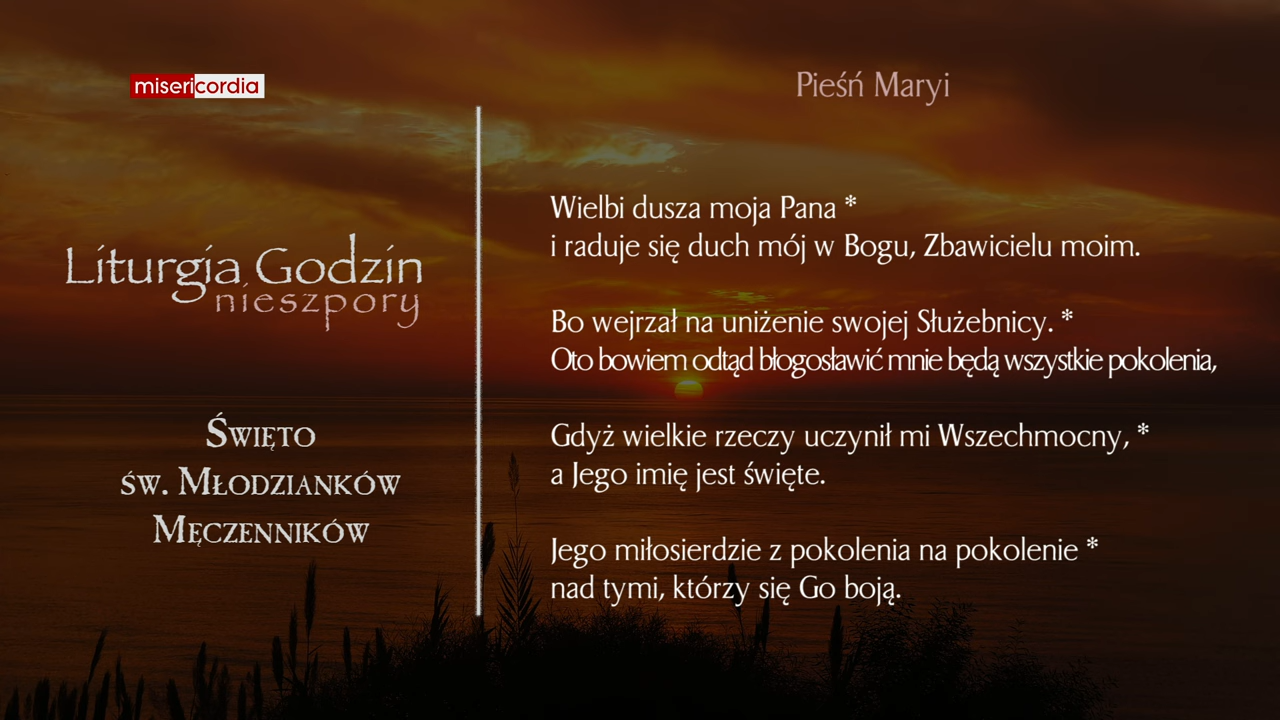 misericordia
Liturgia Godzin
nieszpory
Święto
św. Młodzianków
Męczenników
Pieśń Maryi
Wielbi dusza moja Pana *
i raduje się duch mój w Bogu, Zbawicielu moim.
Bo wejrzał na uniżenie swojej Służebnicy. *
Oto bowiem odtąd błogosławić mnie będą wszystkie pokolenia,
Gdyż wielkie rzeczy uczynił mi Wszechmocny, *
a Jego imię jest święte.
Jego miłosierdzie z pokolenia na pokolenie *
nad tymi, którzy się Go boją.